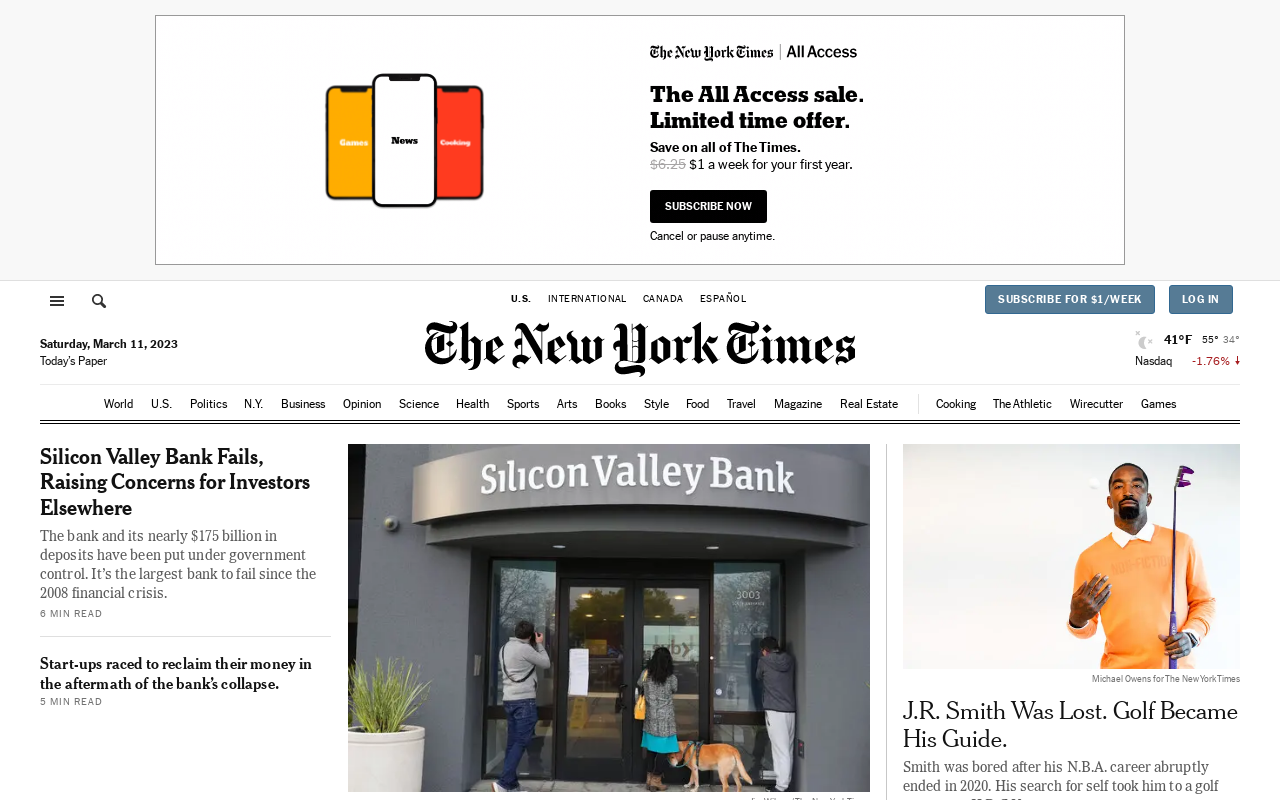 The New York Times | All Access
The All Access sale.
Limited time offer.
Save on all of The Times.
$6.25 $1 a week for your first year.
SUBSCRIBE NOW
Cancel or pause anytime.
Games
News
Cooking
U.S. INTERNATIONAL CANADA ESPAÑOL
SUBSCRIBE FOR $1/WEEK LOG IN
The New York Times
Saturday, March 11, 2023
Today's Paper
41°F 55° 34°
Nasdaq -1.76%
World U.S. Politics N.Y. Business Opinion Science Health Sports Arts Books Style Food Travel Magazine Real Estate Cooking The Athletic Wirecutter Games
Silicon Valley Bank Fails,
Raising Concerns for Investors
Elsewhere
The bank and its nearly $175 billion in
deposits have been put under government
control. It's the largest bank to fail since the
2008 financial crisis.
6 MIN READ
Start-ups raced to reclaim their money in
the aftermath of the bank's collapse.
5 MIN READ
Silicon Valley Bank
3003
Michael Owens for The New York Times
J.R. Smith Was Lost. Golf Became
His Guide.
Smith was bored after his N.B.A. career abruptly
ended in 2020. His search for self took him to a golf